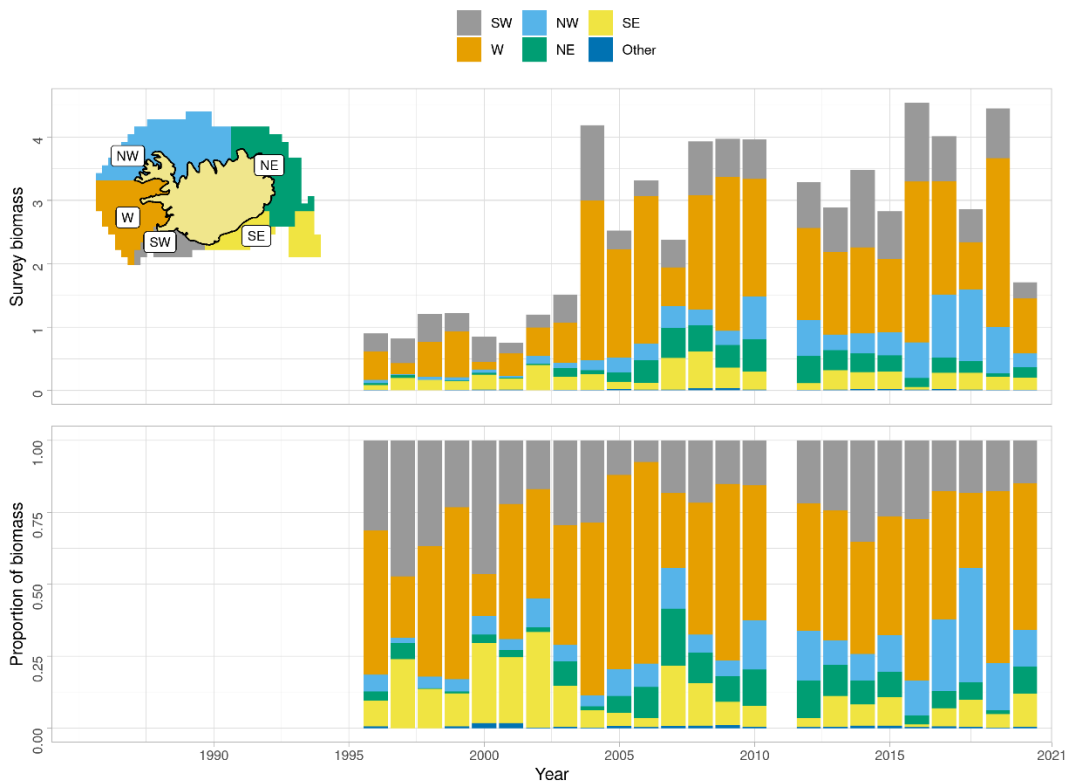 SW NW SE
W NE Other
Survey biomass
4
3
2
1
0
NW
NE
W
SW
SE
Proportion of biomass
1.00
0.75
0.50
0.25
0.00
1990 1995 2000 2005 2010 2015 2021
Year